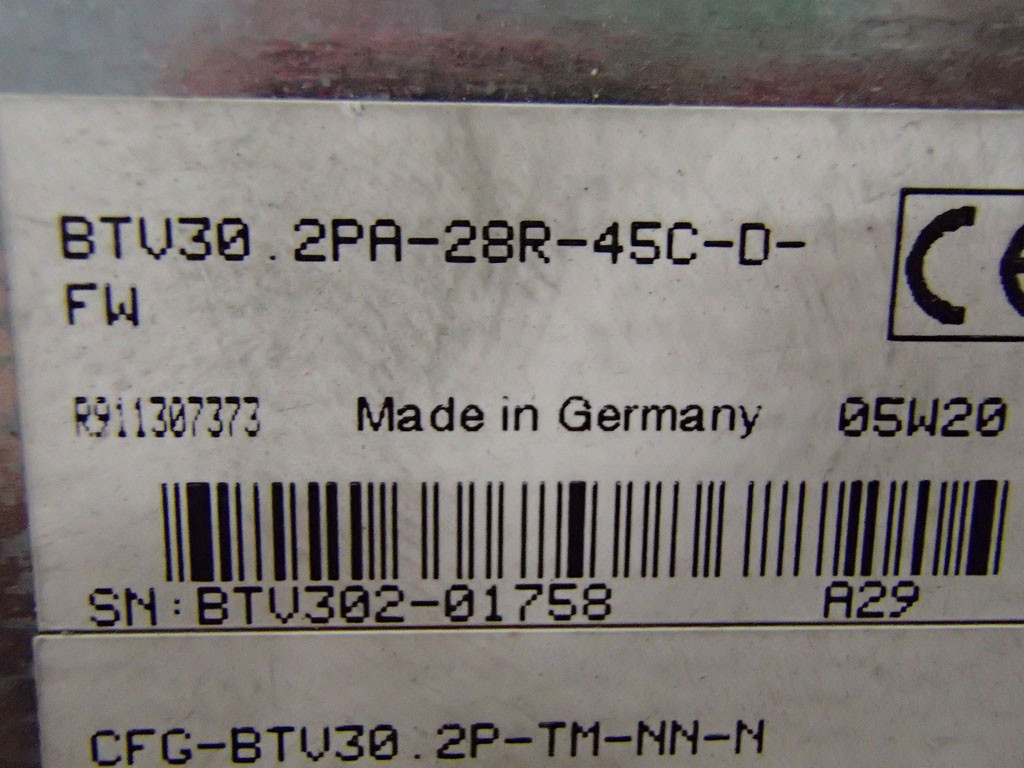 BTV30.2PA-28R-45C-D-
FW
CE
R911307373 Made in Germany 05W20
SN:BTV302-01758 A29
CFG-BTV30.2P-TM-NN-N